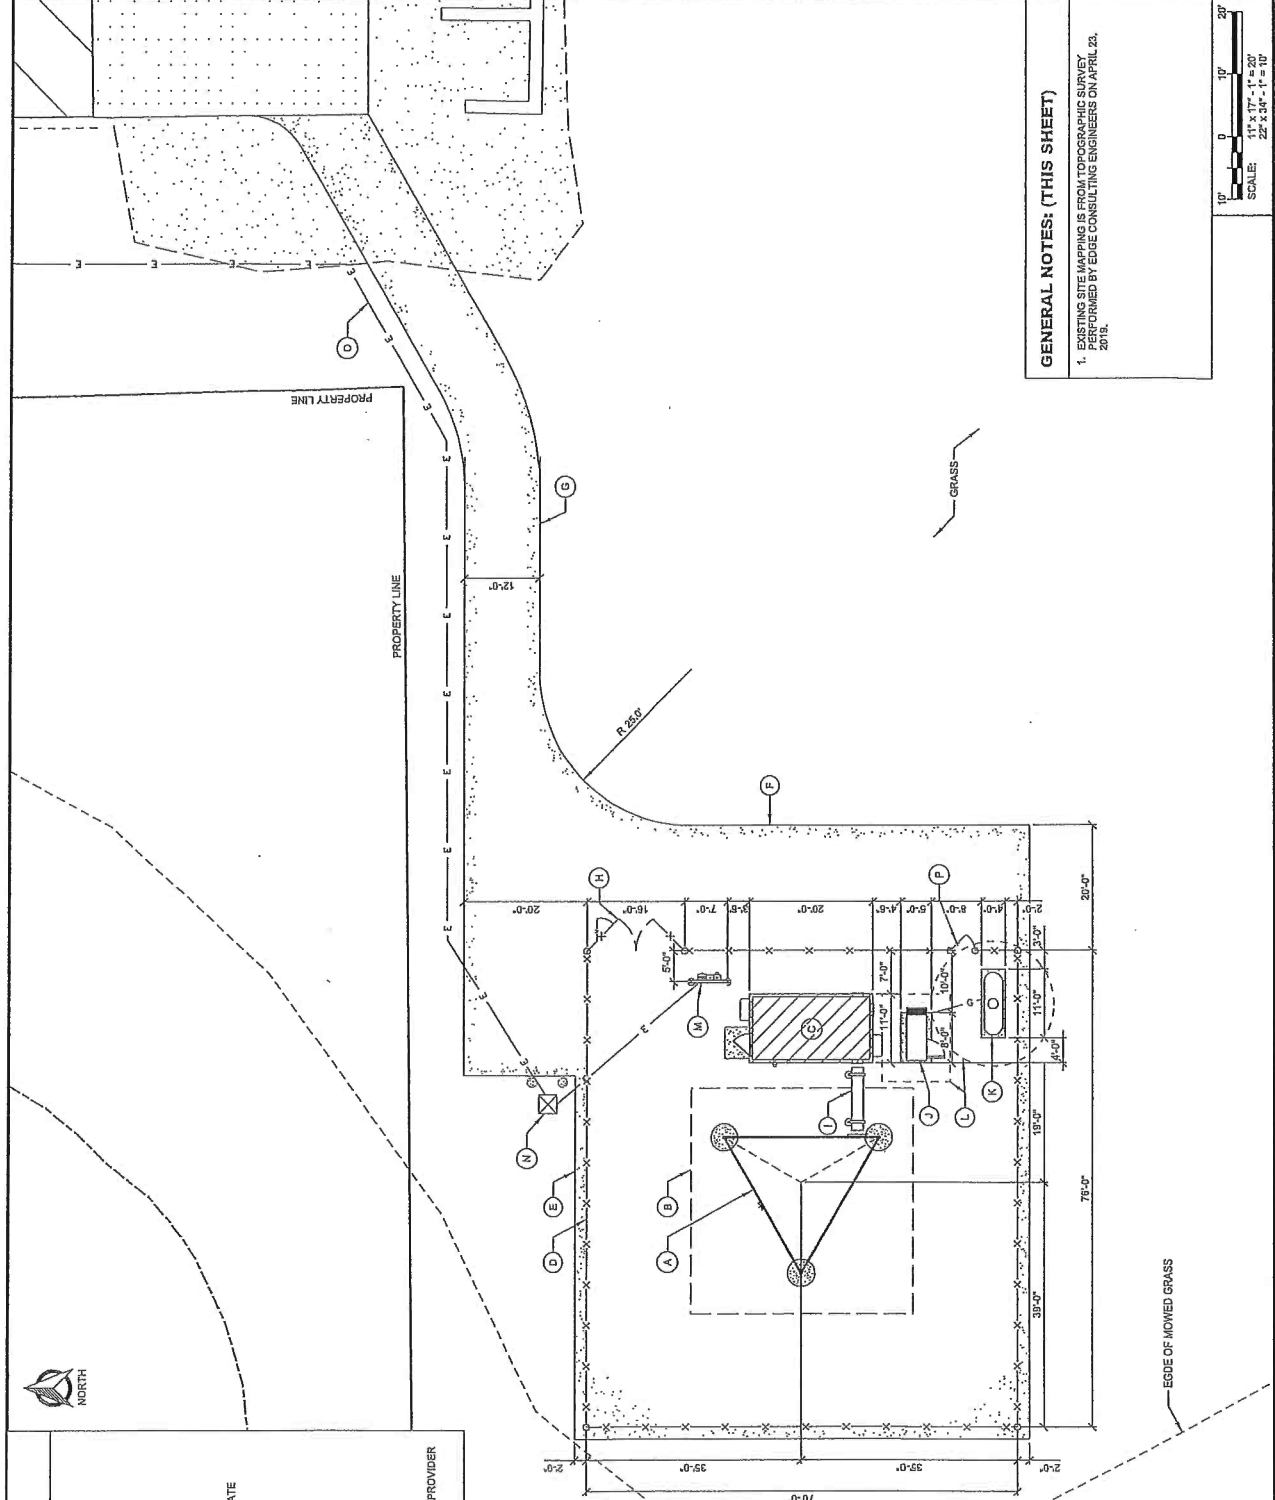 GENERAL NOTES: (THIS SHEET)
1. EXISTING SITE MAPPING IS FROM TOPOGRAPHIC SURVEY
PERFORMED BY EDGE CONSULTING ENGINEERS ON APRIL 23,
2019.
10' 0 10' 20'
SCALE: 11" x 17" - 1" = 20'
22" x 34" - 1" = 10'
NORTH
PROPERTY LINE
PROPERTY LINE
GRASS
EGDE OF MOWED GRASS
R 25.0'
12'-0"
E E E E
E
E
E
E
E
E
E
E
E
E
E
E
O
G
F
H
P
M
C
N
E
D
B
A
I
J
L
K
G
20'-0"
16'-0"
7'-0"
3'-6"
20'-0"
4'-6"
5'-0"
8'-0"
4'-0"
2'-0"
5'-0"
7'-0"
11'-0"
10'-0"
8'-0"
3'-0"
11'-0"
4'-0"
20'-0"
19'-0"
39'-0"
76'-0"
2'-0"
35'-0"
35'-0"
2'-0"
70'-0"
ATE
PROVIDER